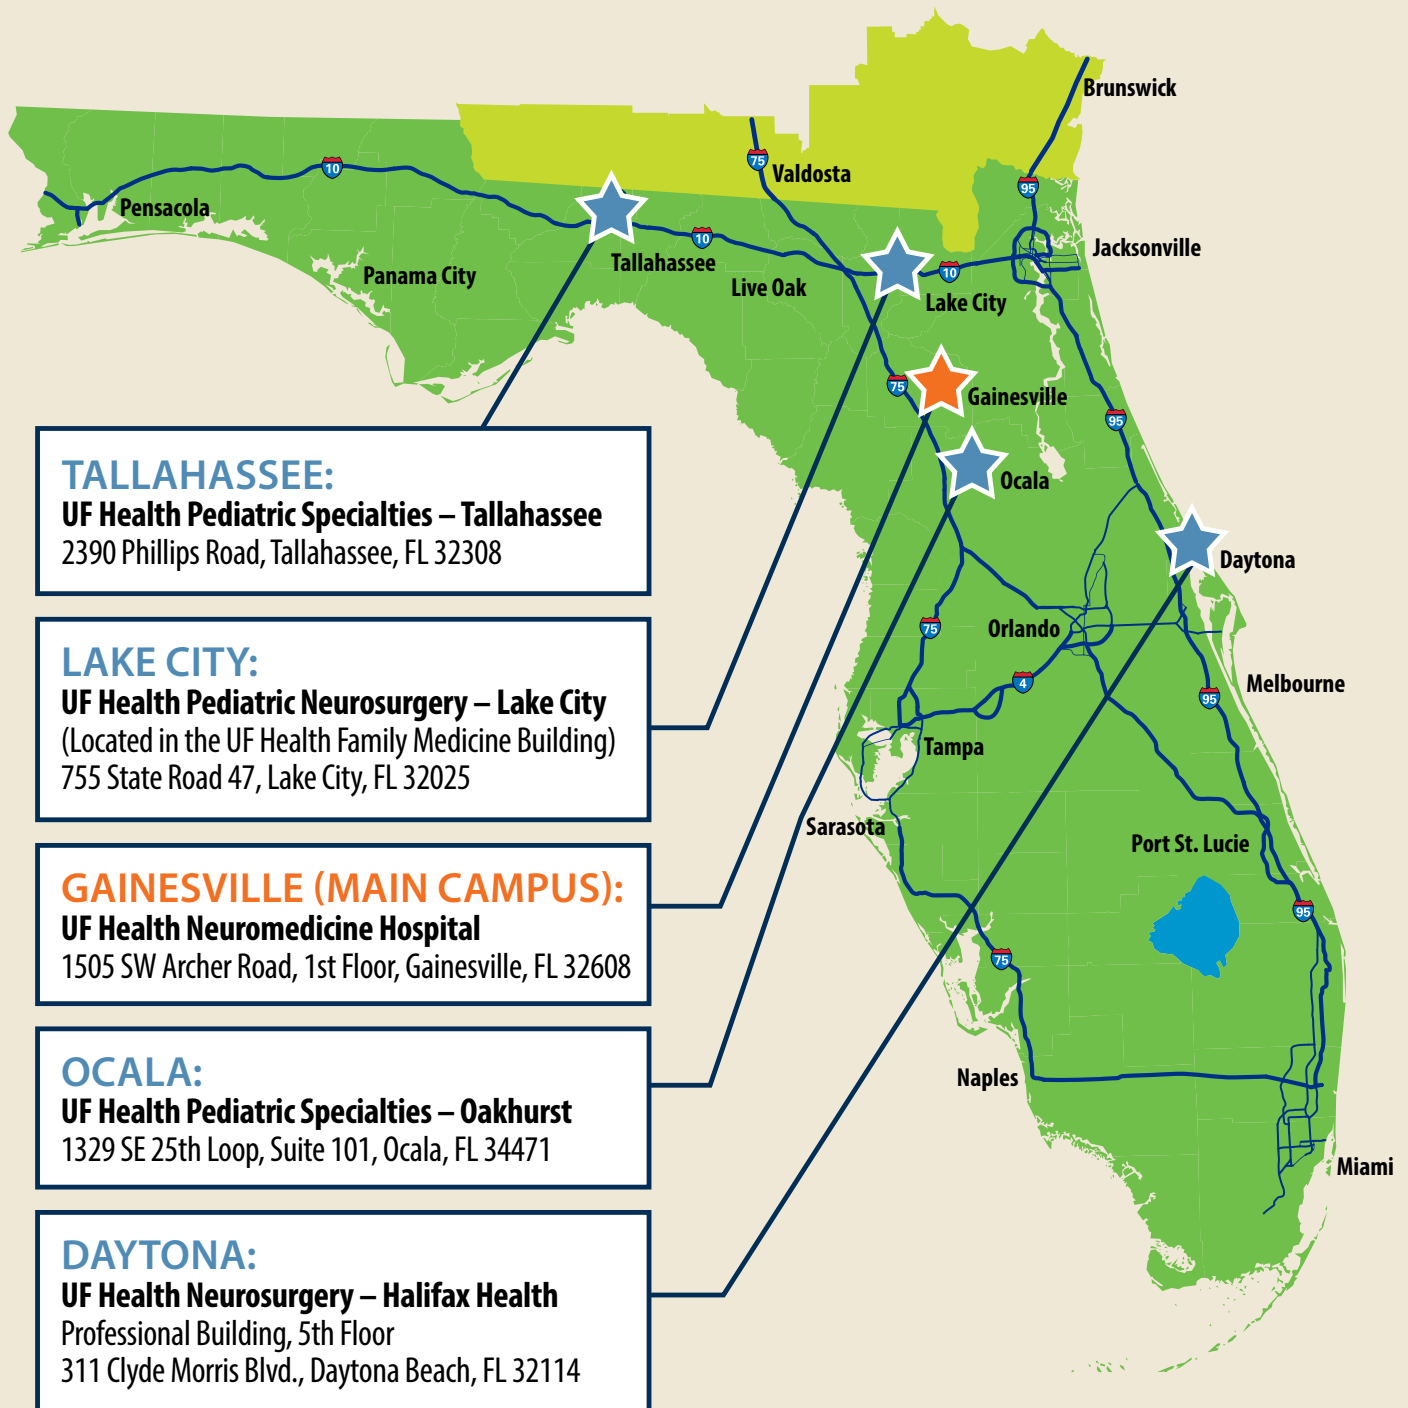 Brunswick
75
Valdosta
10
95
Pensacola
10
Jacksonville
Tallahassee
Panama City
10
Live Oak
Lake City
75
Gainesville
95
Ocala
TALLAHASSEE:
UF Health Pediatric Specialties – Tallahassee
2390 Phillips Road, Tallahassee, FL 32308
Daytona
75
Orlando
LAKE CITY:
UF Health Pediatric Neurosurgery – Lake City
(Located in the UF Health Family Medicine Building)
755 State Road 47, Lake City, FL 32025
4
Melbourne
95
Tampa
Sarasota
Port St. Lucie
GAINESVILLE (MAIN CAMPUS):
UF Health Neuromedicine Hospital
1505 SW Archer Road, 1st Floor, Gainesville, FL 32608
95
75
OCALA:
UF Health Pediatric Specialties – Oakhurst
1329 SE 25th Loop, Suite 101, Ocala, FL 34471
Naples
Miami
DAYTONA:
UF Health Neurosurgery – Halifax Health
Professional Building, 5th Floor
311 Clyde Morris Blvd., Daytona Beach, FL 32114